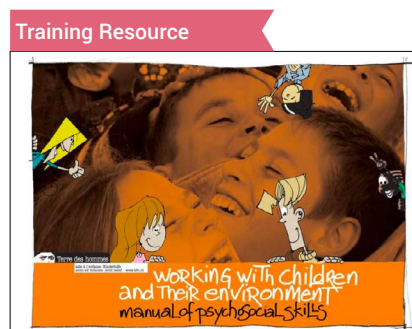 Training Resource
Terre des hommes
working with children
and their environment
manual of psychosocial skills